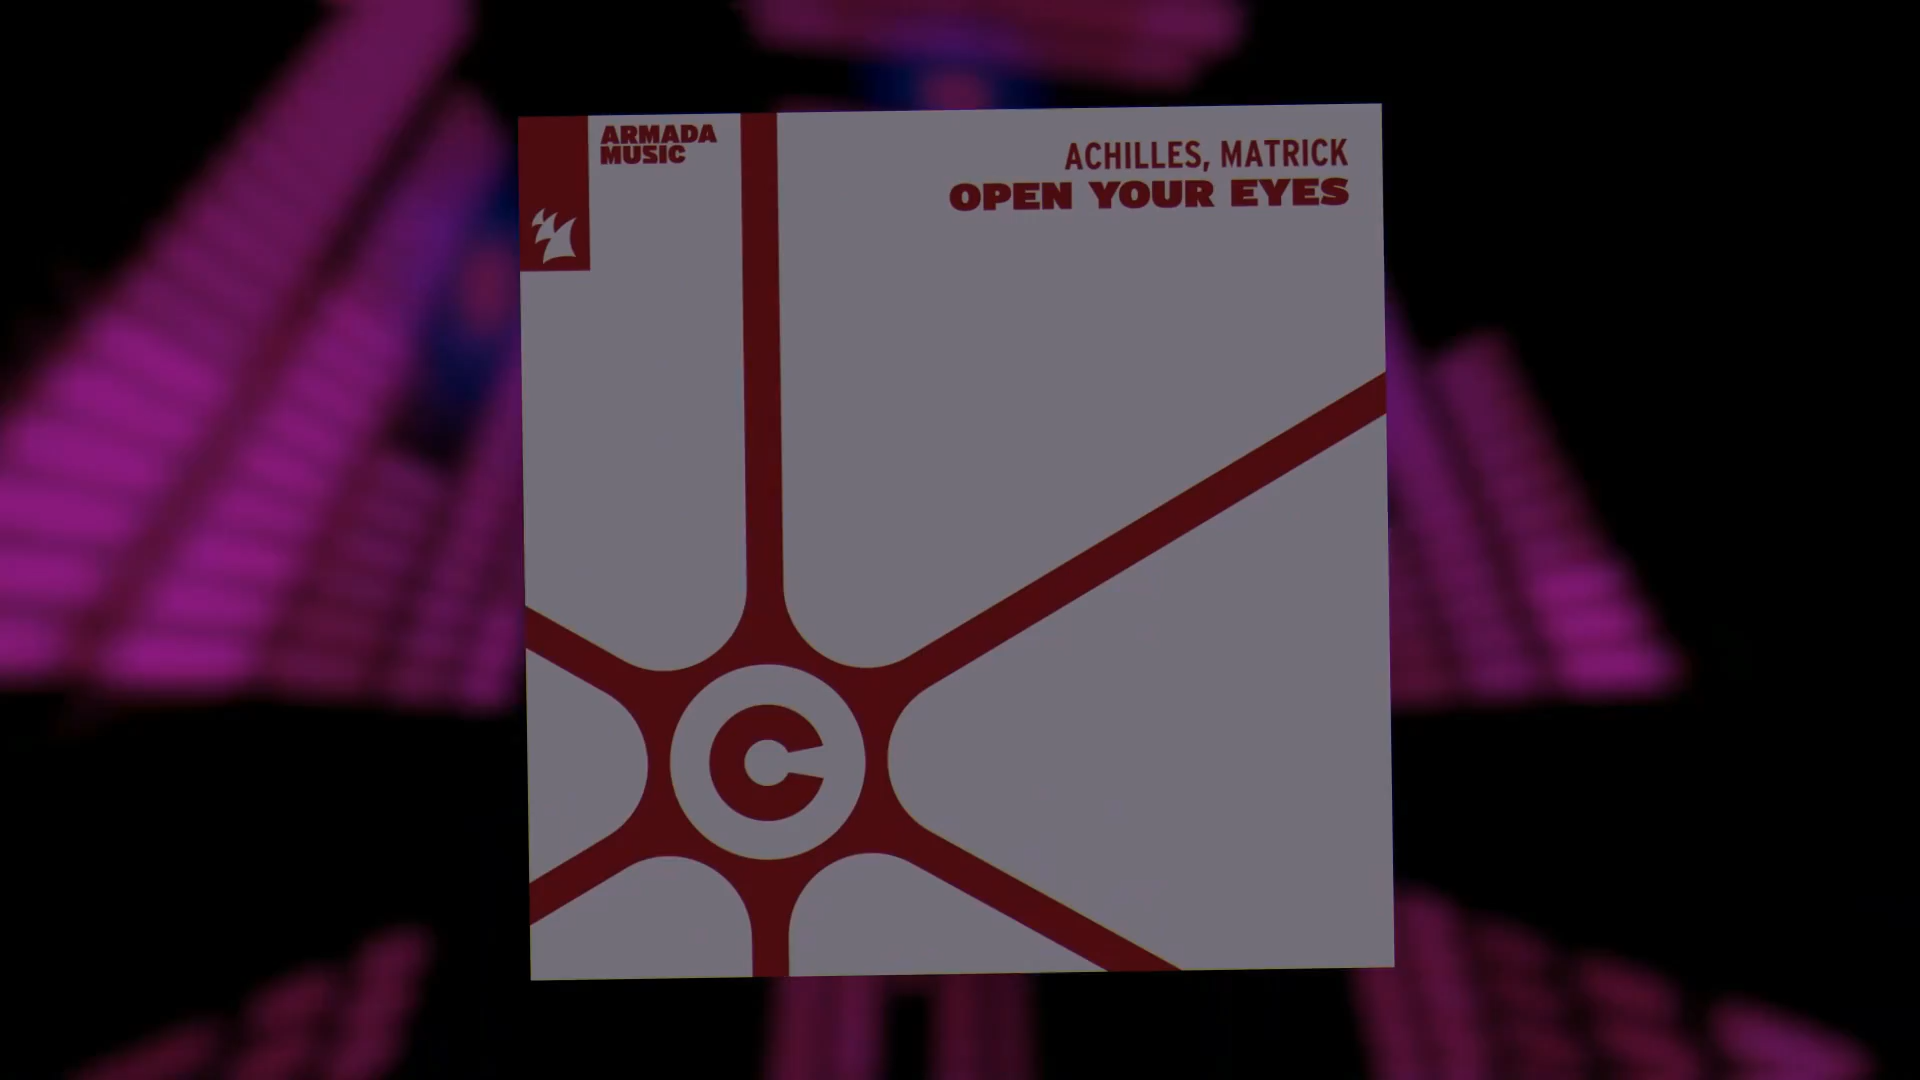 ARMADA
MUSIC
ACHILLES, MATRICK
OPEN YOUR EYES
C